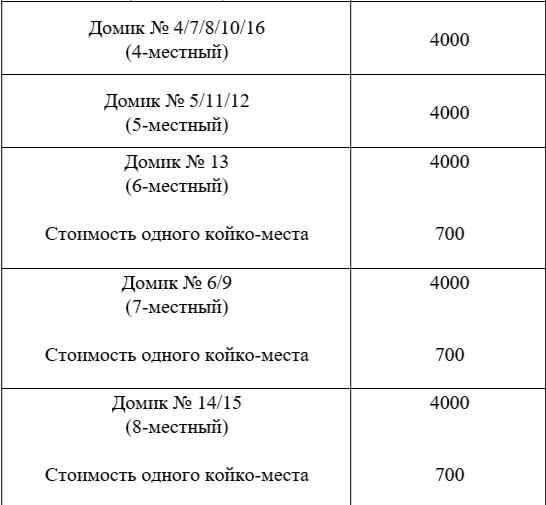 Домик № 4/7/8/10/16
(4-местный)
4000
Домик № 5/11/12
(5-местный)
4000
Домик № 13
(6-местный)
4000
Стоимость одного койко-места
700
Домик № 6/9
(7-местный)
4000
Стоимость одного койко-места
700
Домик № 14/15
(8-местный)
4000
Стоимость одного койко-места
700